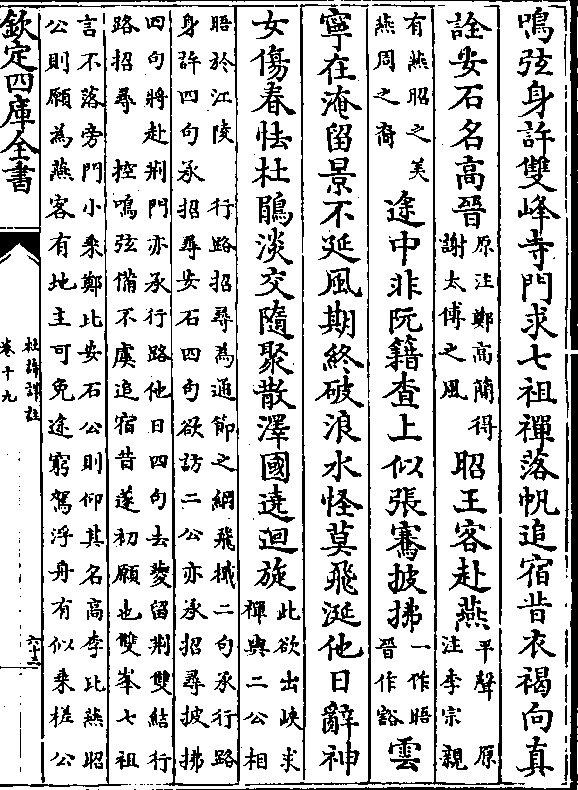 鳴弦身許雙峰寺門求七祖禪落帆追宿昔衣褐向真
詮安石名高晉原注鄭高簡得謝太傅之風昭王客赴燕平聲原注李宗親
有燕昭之美燕周之裔途中非阮籍查上似張騫披拂一作晤晉作豁雲
寧在淹留景不延風期終破浪水怪莫飛涎他日辭神
女傷春怯杜鵑淡交隨聚散澤國遶迴旋此欲出峽求禪與二公相
晤於江陵行路招尋為通節之綱飛椷二句承行路
身許四句承招尋安石四句欲訪二公亦承招尋披拂
四句將赴荆門亦承行路他日四句去夔留荆雙結行
路招尋控鳴弦備不虞追宿昔遂初願也雙峯七祖
言不落旁門小乘鄭比安石公則仰其名高李比燕昭
公則願為燕客有地主可免途窮駕浮舟有似乘槎公
欽定四庫全書
杜詩詳註
卷十九
六十三